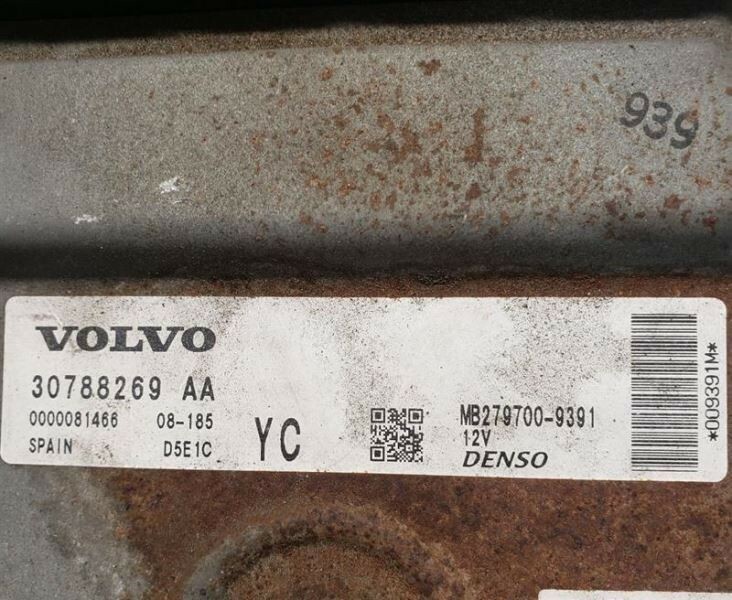 939
VOLVO
30788269 AA
0000081466 08-185
SPAIN D5E1C
YC
MB279700-9391
12V
DENSO
*009391M*